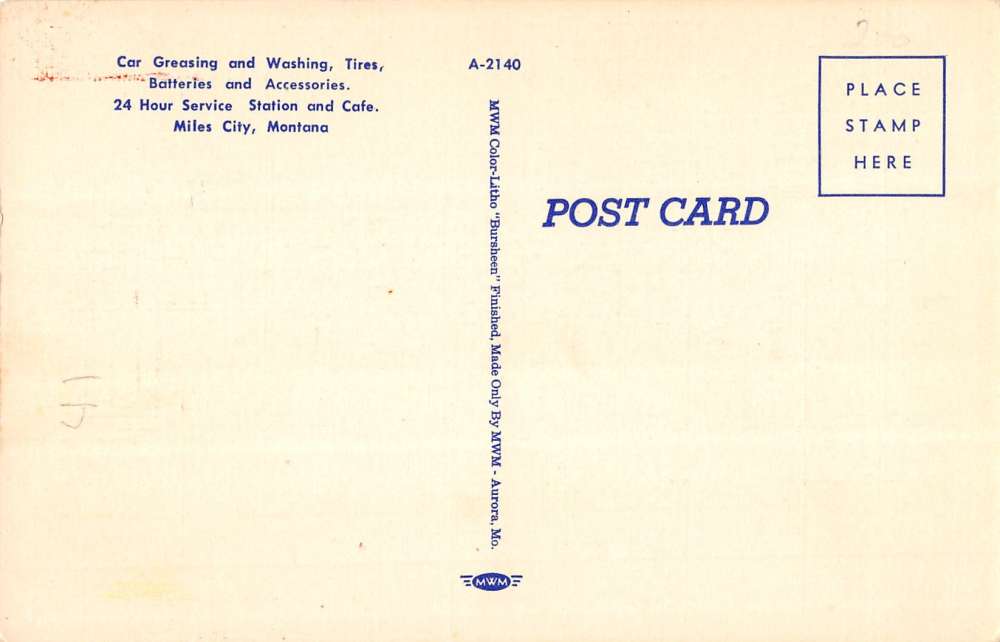 Car Greasing and Washing, Tires,
Batteries and Accessories.
24 Hour Service Station and Cafe.
Miles City, Montana
A-2140
MWM Color-Litho "Bursheen" Finished, Made Only By MWM - Aurora, Mo.
MWM
POST CARD
PLACE
STAMP
HERE